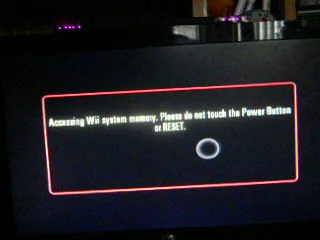 Accessing Wii system memory. Please do not touch the Power Button
or RESET.